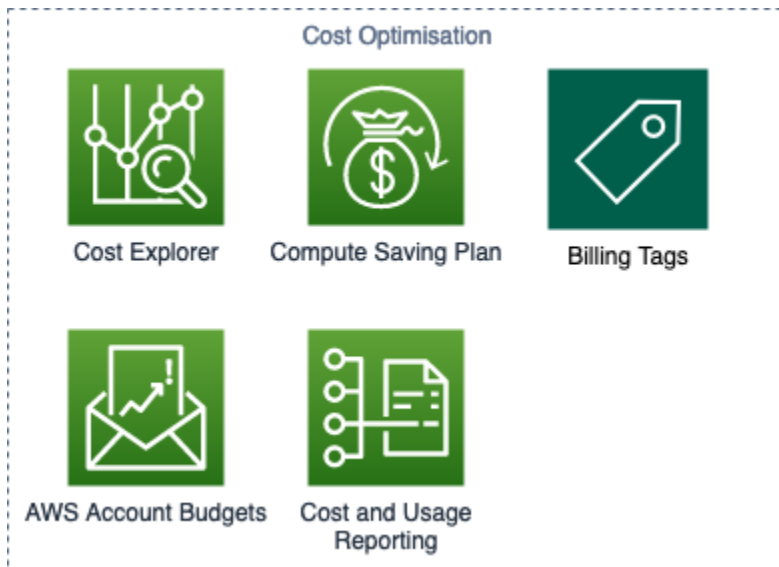 Cost Optimisation
Cost Explorer
Compute Saving Plan
Billing Tags
$
!
AWS Account Budgets
Cost and Usage
Reporting